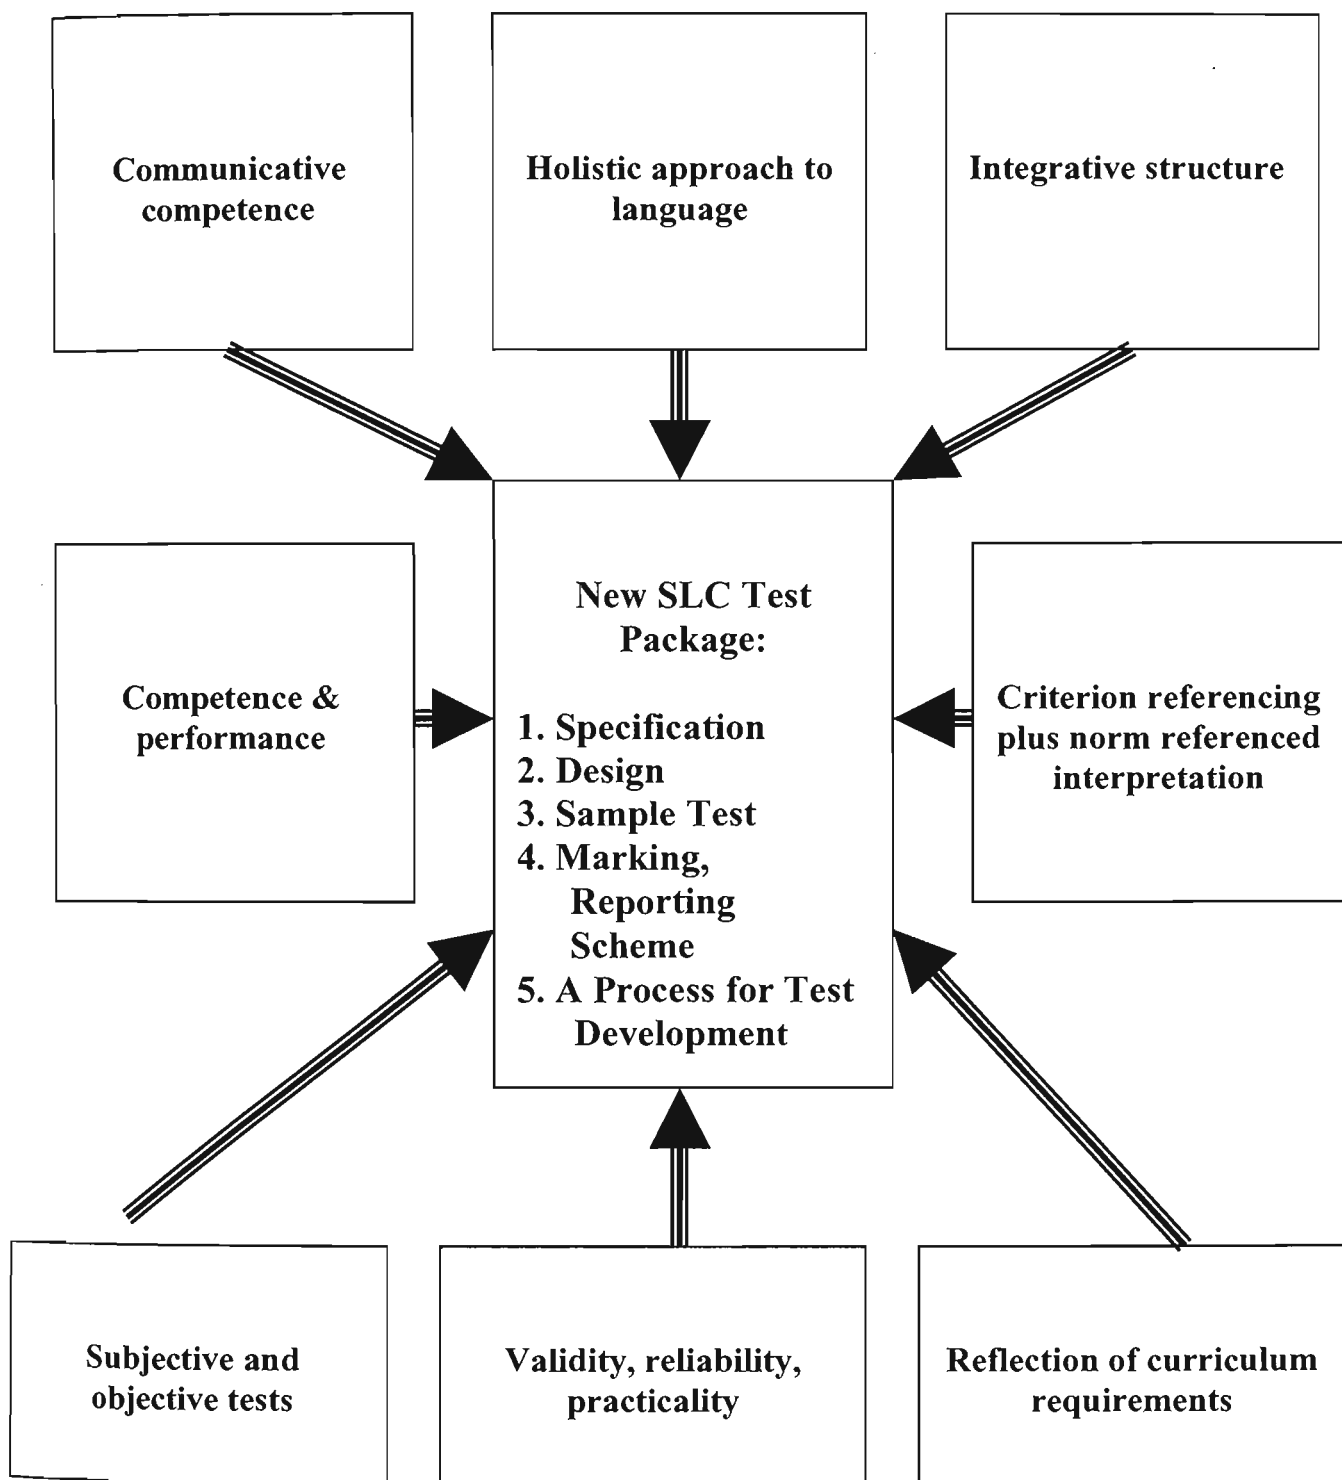 Communicative
competence
Holistic approach to
language
Integrative structure
New SLC Test
Package:
1. Specification
2. Design
3. Sample Test
4. Marking,
Reporting
Scheme
5. A Process for Test
Development
Competence &
performance
Criterion referencing
plus norm referenced
interpretation
Subjective and
objective tests
Validity, reliability,
practicality
Reflection of curriculum
requirements